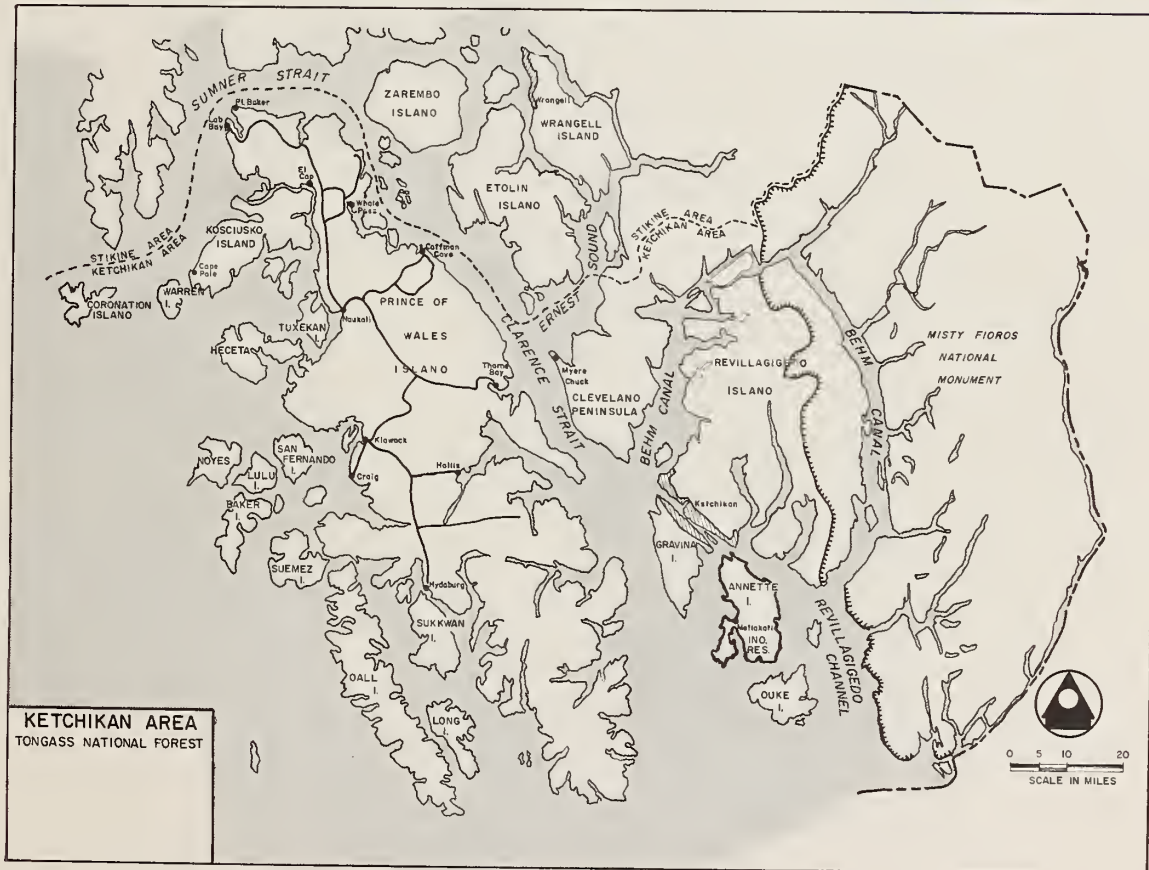 SUMNER STRAIT
Pt. Baker
Lab
Bay
ZAREMBO
ISLAND
Wrangell
WRANGELL
ISLAND
El
Cap
Whale
Pass
ETOLIN
ISLAND
STIKINE AREA
KETCHIKAN AREA
SOUND
ERNEST
KOSCIUSKO
ISLAND
STIKINE AREA
KETCHIKAN AREA
Cape
Pole
Coffman
Cove
WARREN
I.
CORONATION
ISLAND
PRINCE OF
WALES
ISLAND
TUXEKAN
I.
Naukati
HECETA
CLARENCE
STRAIT
Thorne
Bay
Myers
Chuck
CLEVELAND
PENINSULA
BEHM CANAL
REVILLAGIGEDO
ISLAND
BEHM
CANAL
MISTY FIOROS
NATIONAL
MONUMENT
Klawock
Hollis
Craig
NOYES
LULU
I.
SAN
FERNANDO
I.
BAKER
I.
SUEMEZ
I.
Ketchikan
GRAVINA
I.
ANNETTE
I.
Metlakatla
INO.
RES.
REVILLAGIGEDO
CHANNEL
Hydaburg
SUKKWAN
I.
OALL
I.
LONG
I.
OUKE
I.
KETCHIKAN AREA
TONGASS NATIONAL FOREST
0 5 10 20
SCALE IN MILES